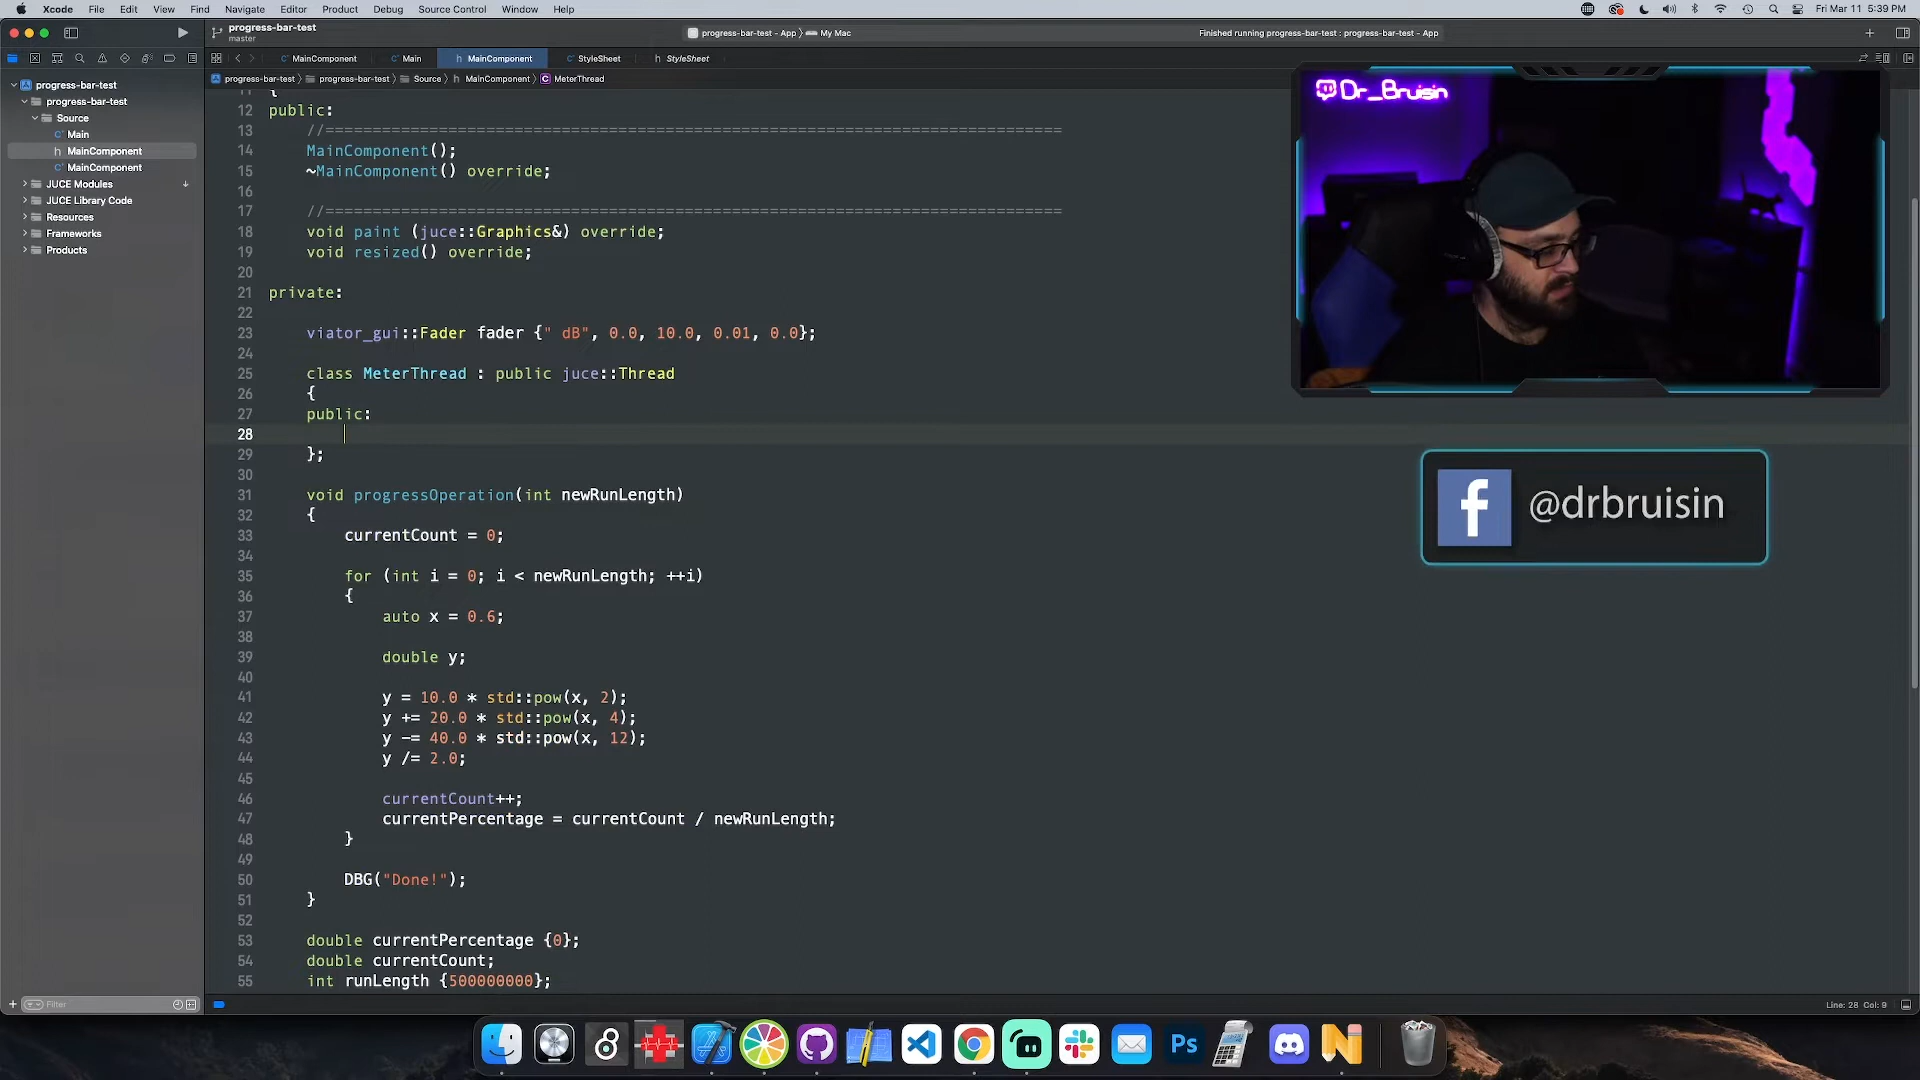 Xcode File Edit View Find Navigate Editor Product Debug Source Control Window Help Fri Mar 11 5:39 PM
progress-bar-test
master
progress-bar-test - App My Mac
Finished running progress-bar-test : progress-bar-test - App
MainComponent Main MainComponent StyleSheet StyleSheet
progress-bar-test progress-bar-test Source MainComponent MeterThread
progress-bar-test
progress-bar-test
Source
Main
MainComponent
MainComponent
JUCE Modules
JUCE Library Code
Resources
Frameworks
Products
11 {
12 public:
13 //==============================================================================
14 MainComponent();
15 ~MainComponent() override;
16
17 //==============================================================================
18 void paint (juce::Graphics&) override;
19 void resized() override;
20
21 private:
22
23 viator_gui::Fader fader {" dB", 0.0, 10.0, 0.01, 0.0};
24
25 class MeterThread : public juce::Thread
26 {
27 public:
28
29 };
30
31 void progressOperation(int newRunLength)
32 {
33 currentCount = 0;
34
35 for (int i = 0; i < newRunLength; ++i)
36 {
37 auto x = 0.6;
38
39 double y;
40
41 y = 10.0 * std::pow(x, 2);
42 y += 20.0 * std::pow(x, 4);
43 y -= 40.0 * std::pow(x, 12);
44 y /= 2.0;
45
46 currentCount++;
47 currentPercentage = currentCount / newRunLength;
48 }
49
50 DBG("Done!");
51 }
52
53 double currentPercentage {0};
54 double currentCount;
55 int runLength {500000000};
Dr_Bruisin
f @drbruisin
Filter
Line: 28 Col: 9
Ps